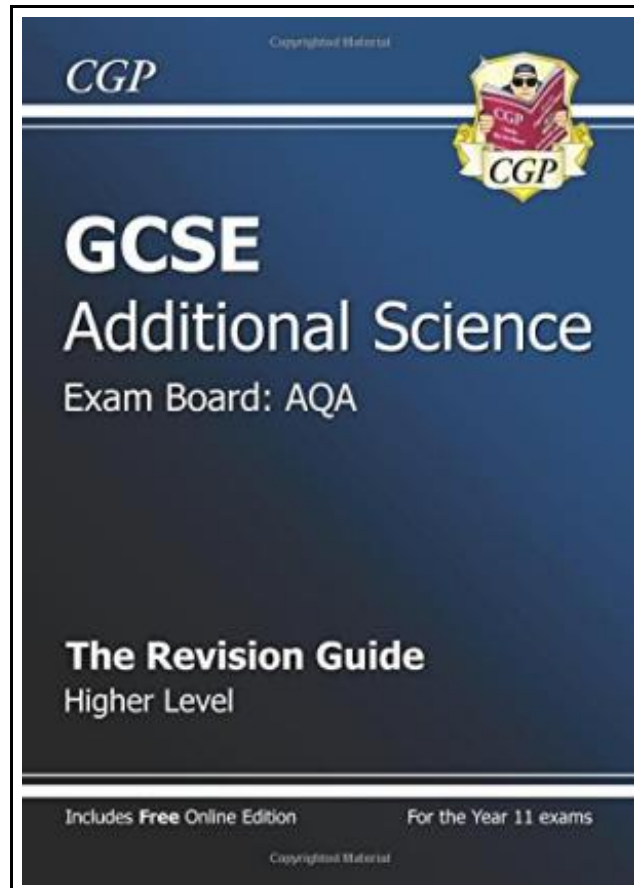 Copyrighted Material
CGP
CGP
CGP
GCSE
Additional Science
Exam Board: AQA
The Revision Guide
Higher Level
Includes Free Online Edition
For the Year 11 exams
Copyrighted Material